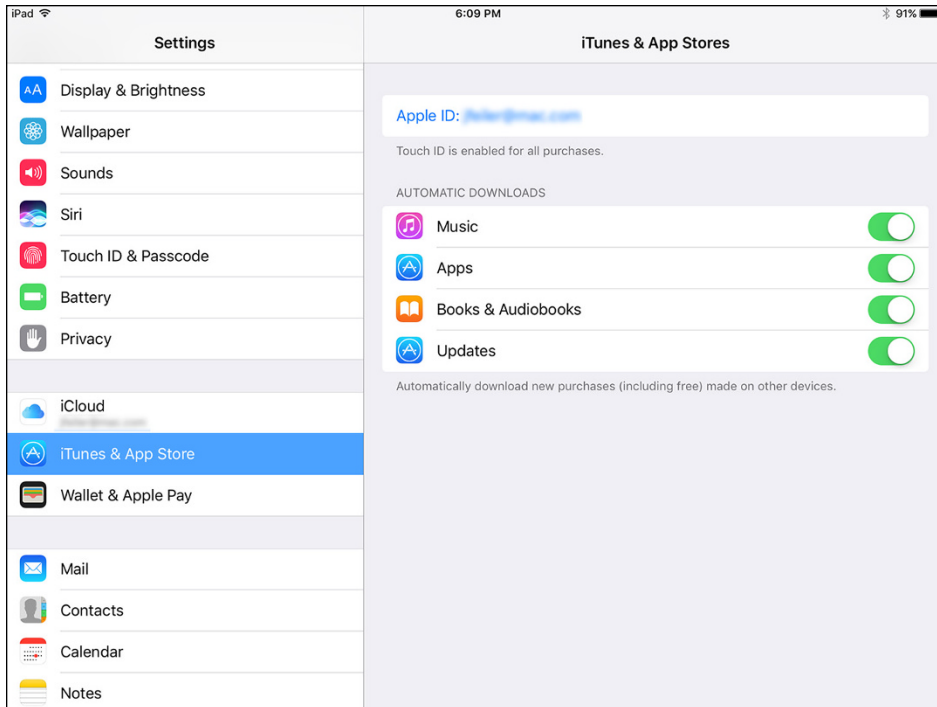 iPad 6:09 PM 91%
Settings
Display & Brightness
Wallpaper
Sounds
Siri
Touch ID & Passcode
Battery
Privacy
iCloud
iTunes & App Store
Wallet & Apple Pay
Mail
Contacts
Calendar
Notes
iTunes & App Stores
Apple ID:
Touch ID is enabled for all purchases.
AUTOMATIC DOWNLOADS
Music
Apps
Books & Audiobooks
Updates
Automatically download new purchases (including free) made on other devices.